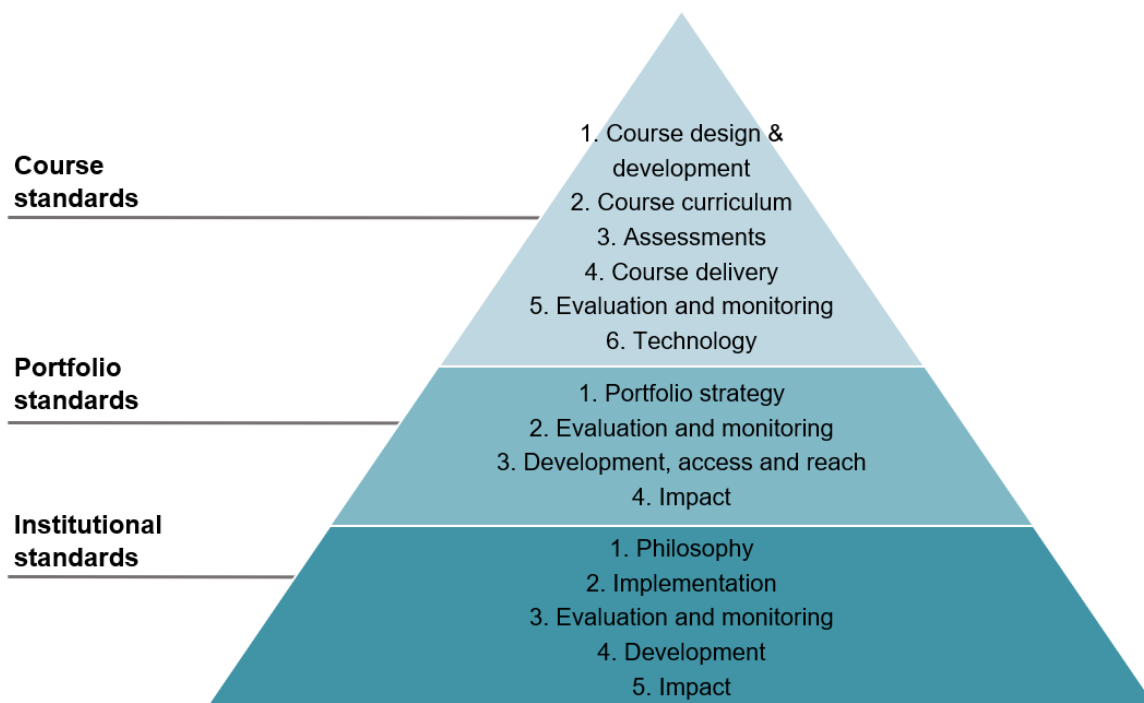 Course
standards
1. Course design &
development
2. Course curriculum
3. Assessments
4. Course delivery
5. Evaluation and monitoring
6. Technology
Portfolio
standards
1. Portfolio strategy
2. Evaluation and monitoring
3. Development, access and reach
4. Impact
Institutional
standards
1. Philosophy
2. Implementation
3. Evaluation and monitoring
4. Development
5. Impact